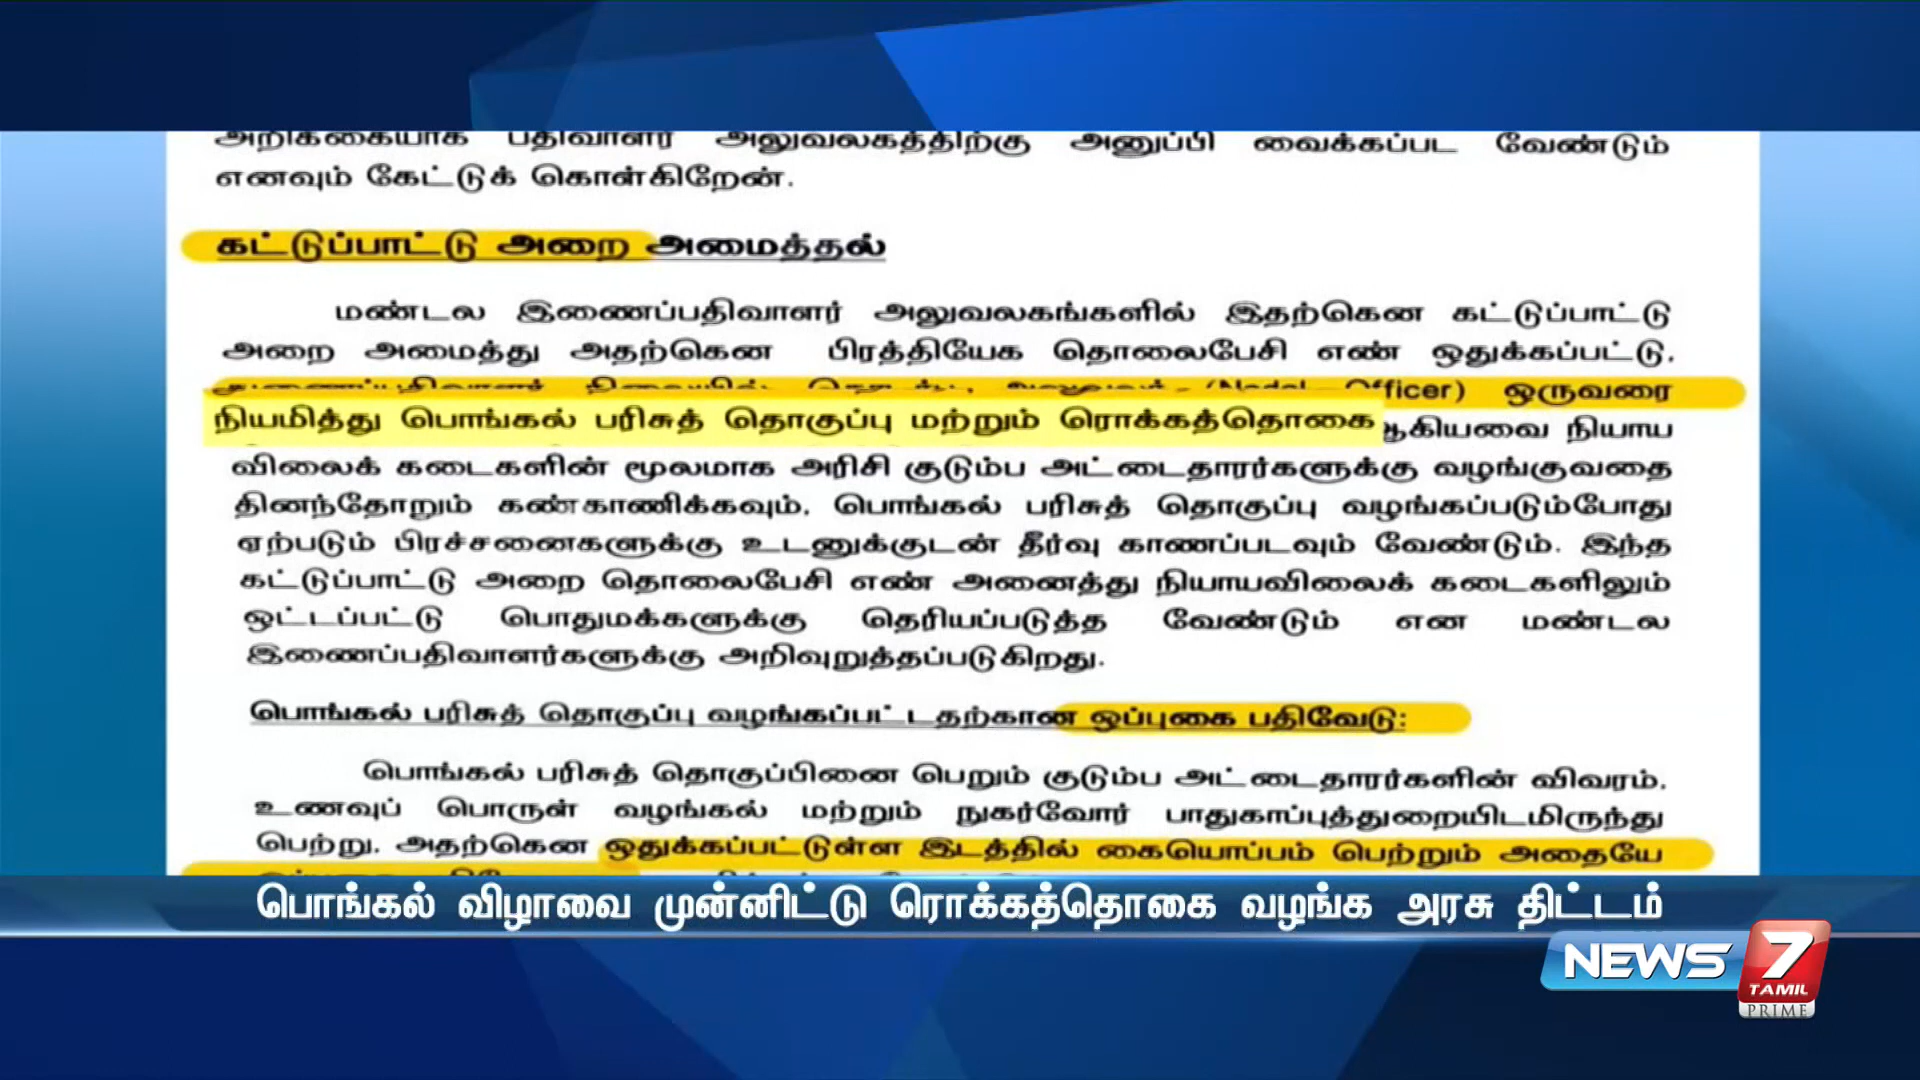 அறிக்கையாக பதிவாளர் அலுவலகத்திற்கு அனுப்பி வைக்கப்பட வேண்டும்
எனவும் கேட்டுக் கொள்கிறேன்.
கட்டுப்பாட்டு அறை அமைத்தல்
மண்டல இணைப்பதிவாளர் அலுவலகங்களில் இதற்கென கட்டுப்பாட்டு
அறை அமைத்து அதற்கென பிரத்தியேக தொலைபேசி எண் ஒதுக்கப்பட்டு,
(Nodal Officer) ஒருவரை
நியமித்து பொங்கல் பரிசுத் தொகுப்பு மற்றும் ரொக்கத்தொகை ஆகியவை நியாய
விலைக் கடைகளின் மூலமாக அரிசி குடும்ப அட்டைதாரர்களுக்கு வழங்குவதை
தினந்தோறும் கண்காணிக்கவும், பொங்கல் பரிசுத் தொகுப்பு வழங்கப்படும்போது
ஏற்படும் பிரச்சனைகளுக்கு உடனுக்குடன் தீர்வு காணப்படவும் வேண்டும். இந்த
கட்டுப்பாட்டு அறை தொலைபேசி எண் அனைத்து நியாயவிலைக் கடைகளிலும்
ஒட்டப்பட்டு பொதுமக்களுக்கு தெரியப்படுத்த வேண்டும் என மண்டல
இணைப்பதிவாளர்களுக்கு அறிவுறுத்தப்படுகிறது.
பொங்கல் பரிசுத் தொகுப்பு வழங்கப்பட்டதற்கான ஒப்புகை பதிவேடு:
பொங்கல் பரிசுத் தொகுப்பினை பெறும் குடும்ப அட்டைதாரர்களின் விவரம்,
உணவுப் பொருள் வழங்கல் மற்றும் நுகர்வோர் பாதுகாப்புத்துறையிடமிருந்து
பெற்று, அதற்கென ஒதுக்கப்பட்டுள்ள இடத்தில் கையொப்பம் பெற்றும் அதையே
பொங்கல் விழாவை முன்னிட்டு ரொக்கத்தொகை வழங்க அரசு திட்டம்
NEWS 7
TAMIL
PRIME